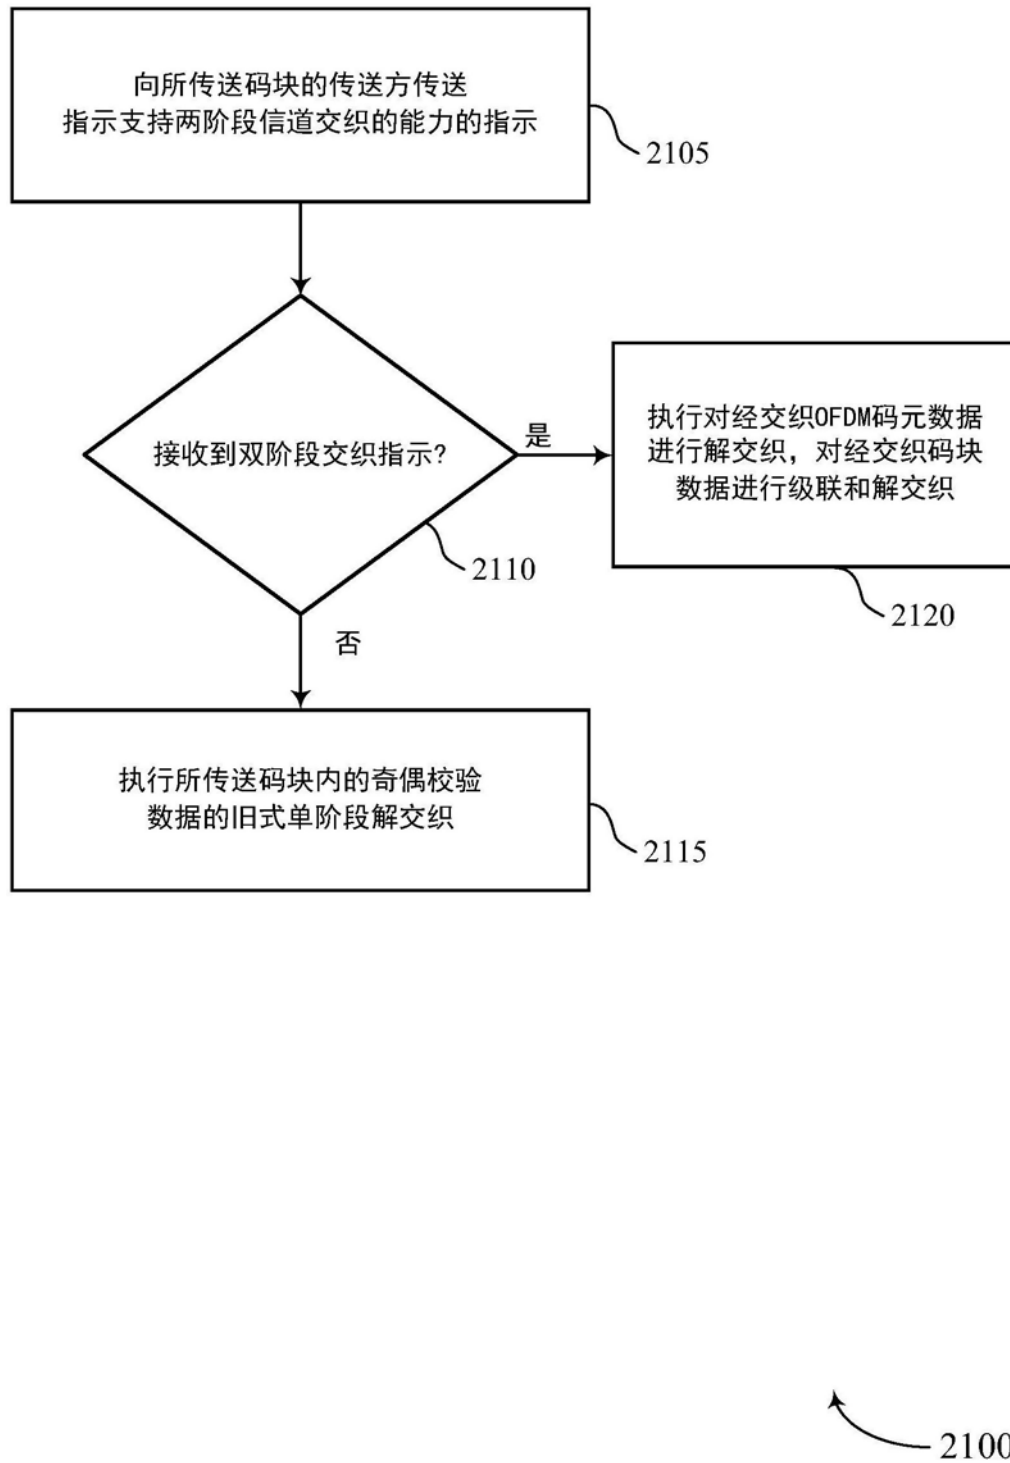 向所传送码块的传送方传送
指示支持两阶段信道交织的能力的指示
2105
接收到双阶段交织指示?
是
执行对经交织OFDM码元数据
进行解交织，对经交织码块
数据进行级联和解交织
2110
2120
否
执行所传送码块内的奇偶校验
数据的旧式单阶段解交织
2115
2100